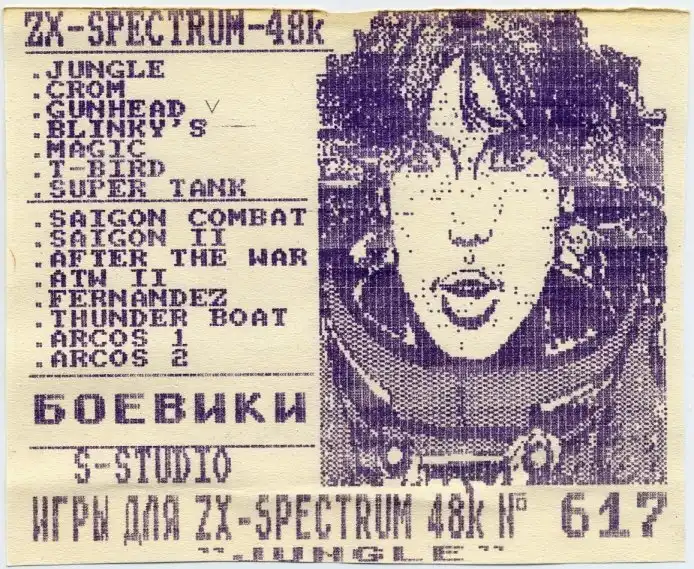 ZX-SPECTRUM-48k
.JUNGLE
.CROM
.GUNHEAD
.BLINKY'S
.MAGIC
.T-BIRD
.SUPER TANK
.SAIGON COMBAT
.SAIGON II
.AFTER THE WAR
.ATW II
.FERNANDEZ
.THUNDER BOAT
.ARCOS 1
.ARCOS 2
БОЕВИКИ
S-STUDIO
ИГРЫ ДЛЯ ZX-SPECTRUM 48k № 617
"JUNGLE"